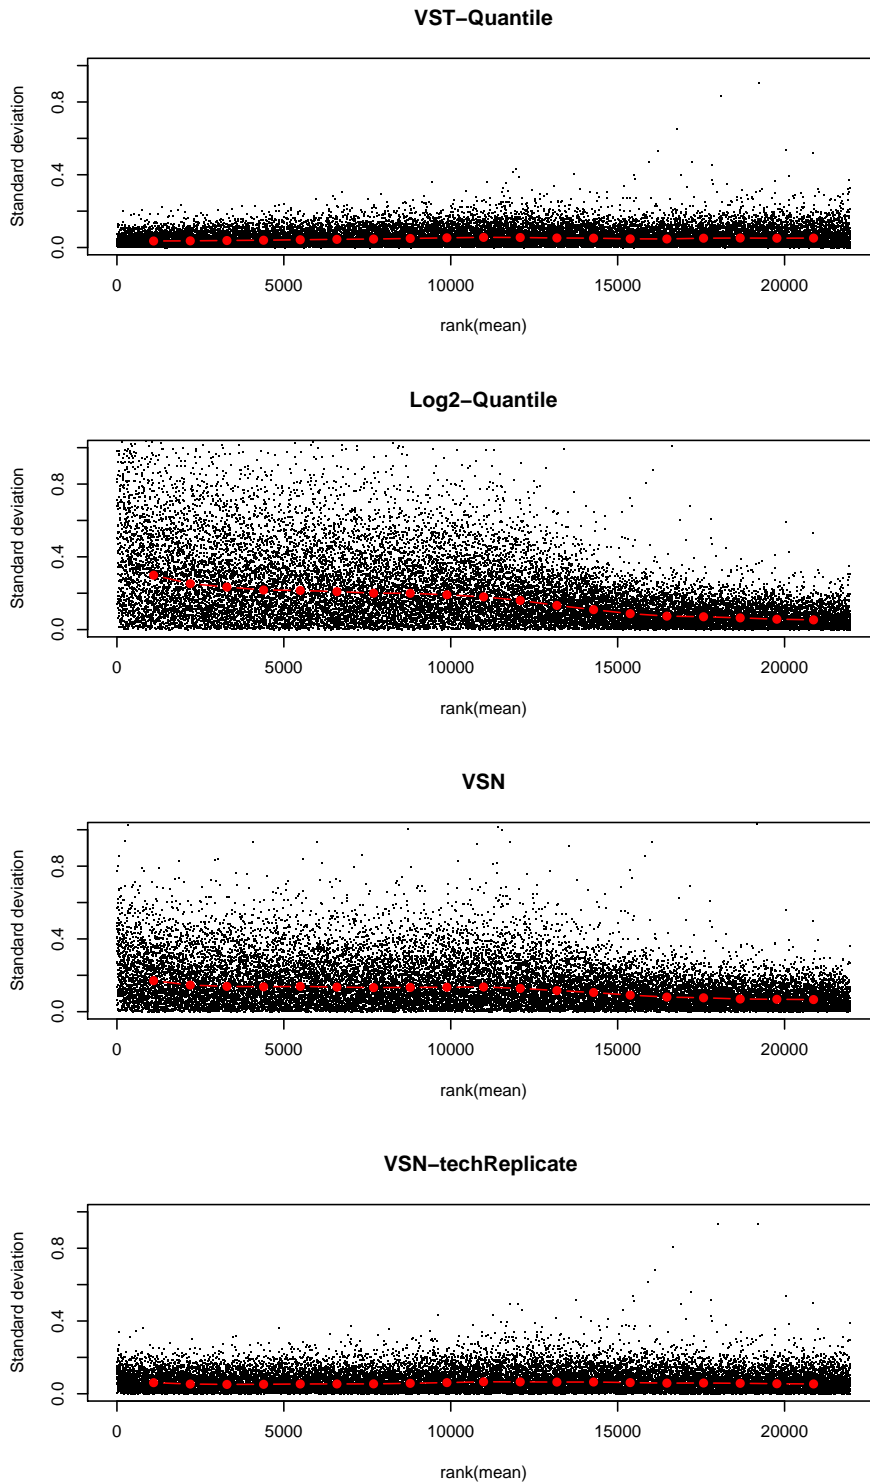 VST−Quantile
Standard deviation
0.8
0.4
0.0
0 5000 10000 15000 20000
rank(mean)
Log2−Quantile
Standard deviation
0.8
0.4
0.0
0 5000 10000 15000 20000
rank(mean)
VSN
Standard deviation
0.8
0.4
0.0
0 5000 10000 15000 20000
rank(mean)
VSN−techReplicate
Standard deviation
0.8
0.4
0.0
0 5000 10000 15000 20000
rank(mean)